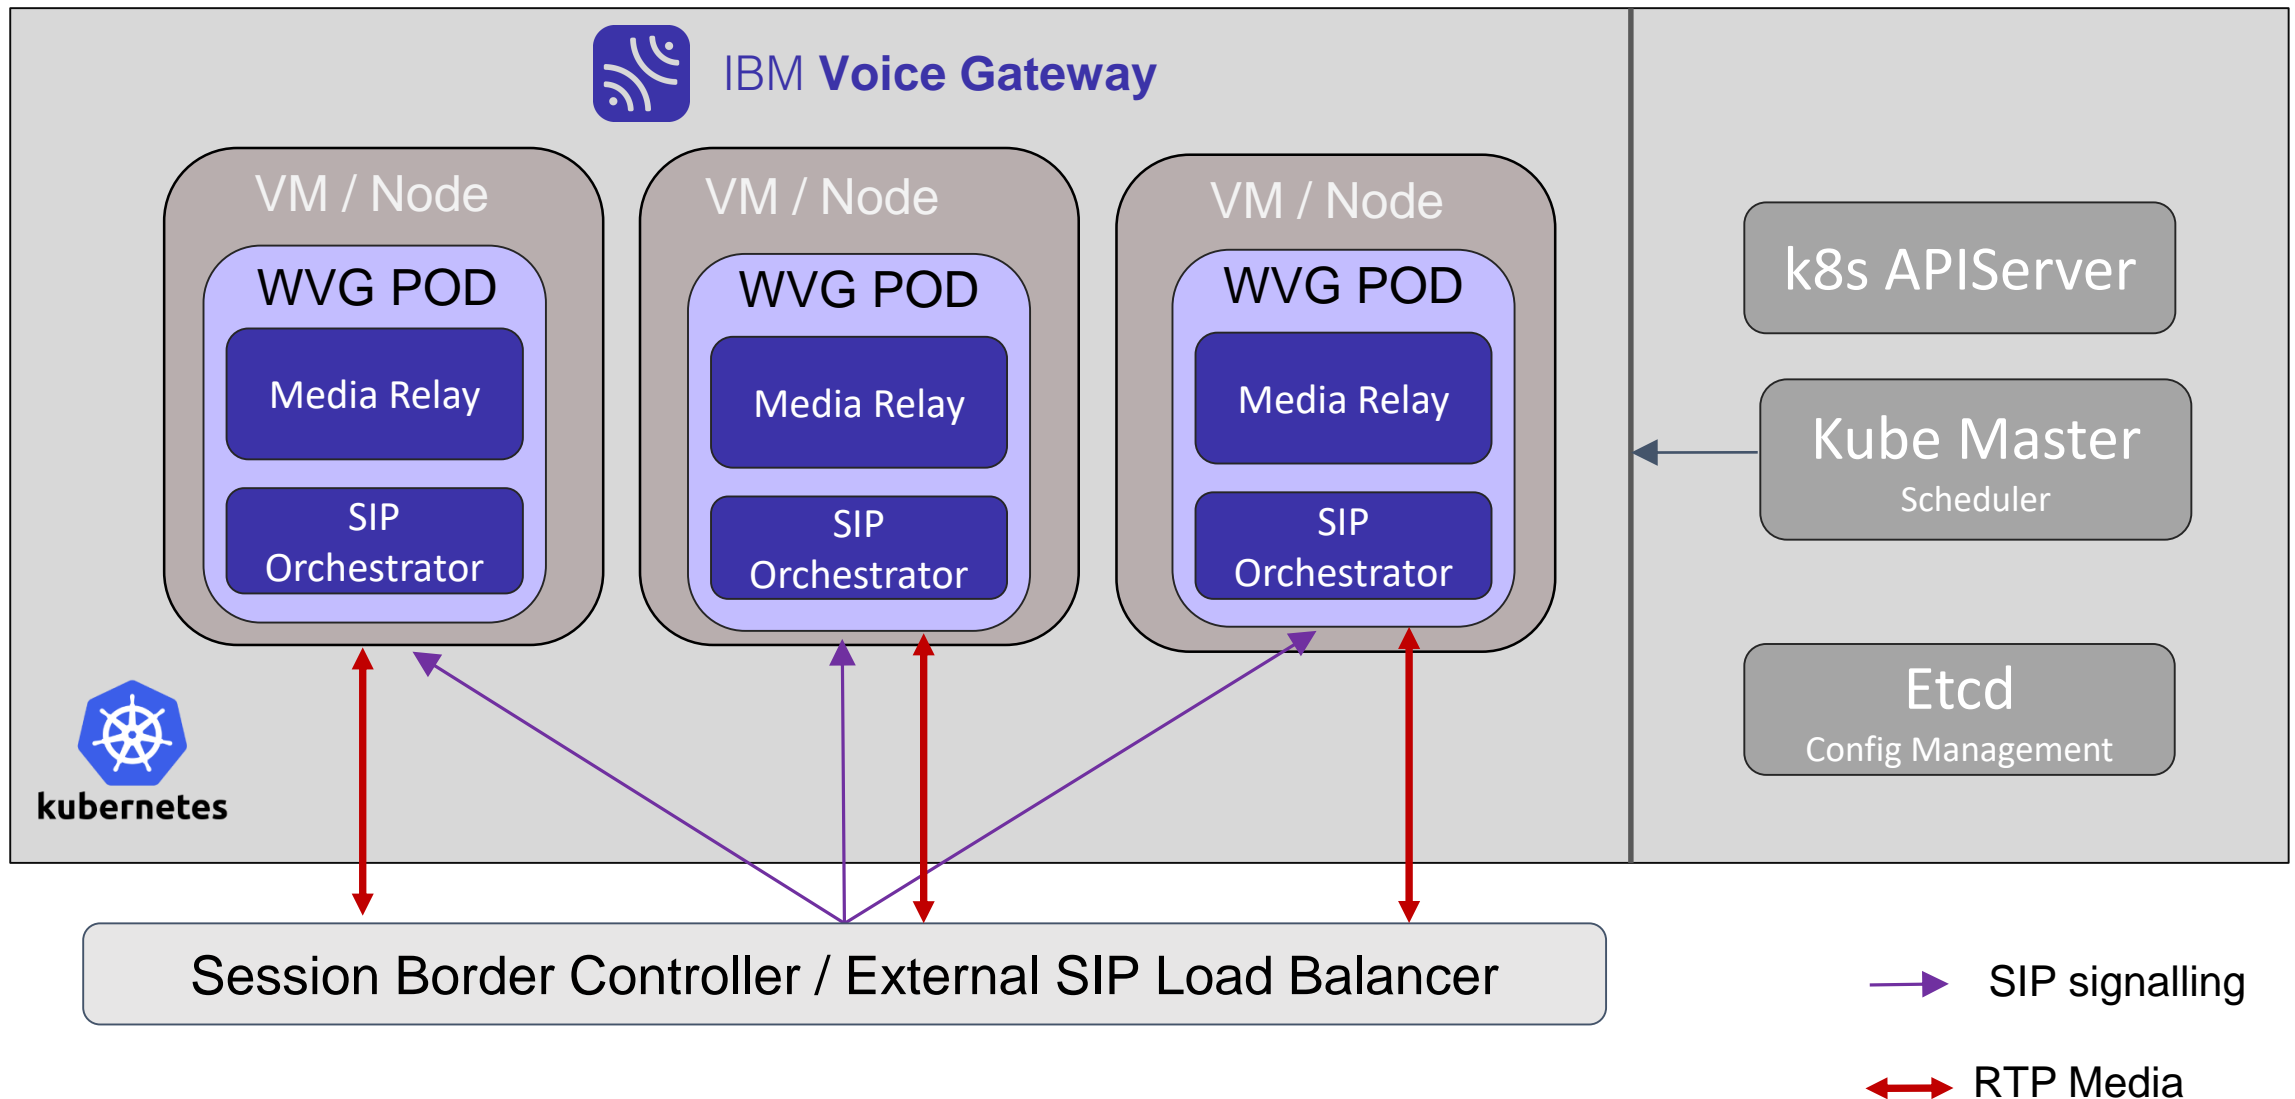 IBM Voice Gateway
VM / Node
WVG POD
Media Relay
SIP
Orchestrator
VM / Node
WVG POD
Media Relay
SIP
Orchestrator
VM / Node
WVG POD
Media Relay
SIP
Orchestrator
k8s APIServer
Kube Master
Scheduler
Etcd
Config Management
kubernetes
Session Border Controller / External SIP Load Balancer
SIP signalling
RTP Media